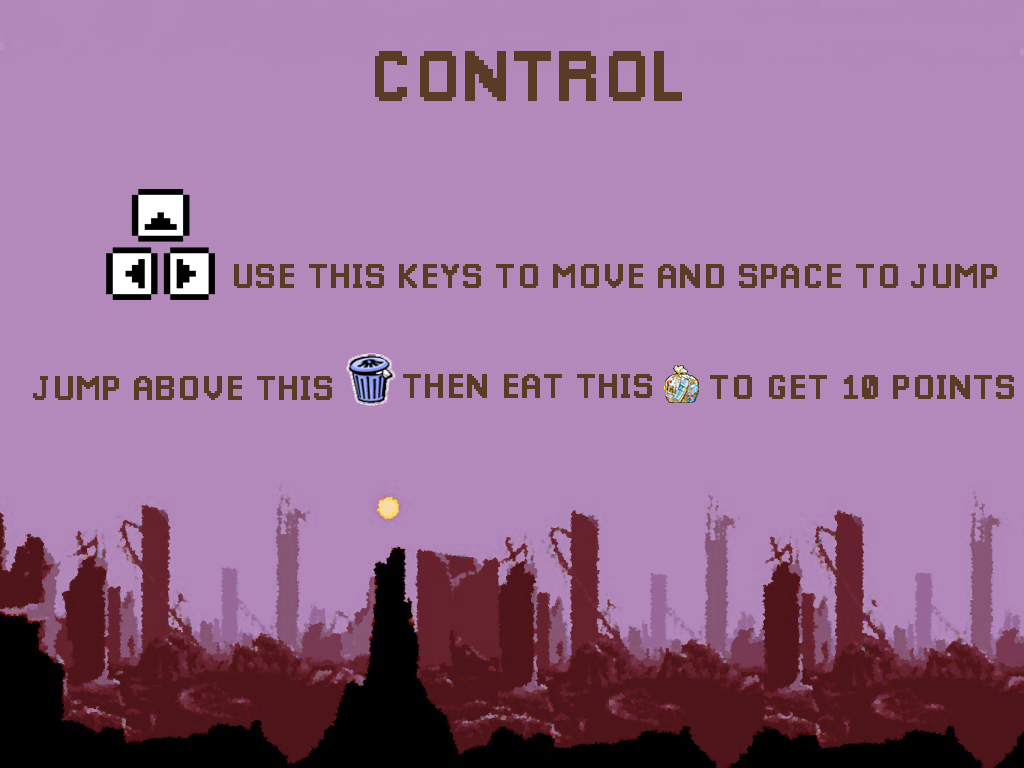 CONTROL
USE THIS KEYS TO MOVE AND SPACE TO JUMP
JUMP ABOVE THIS THEN EAT THIS TO GET 10 POINTS